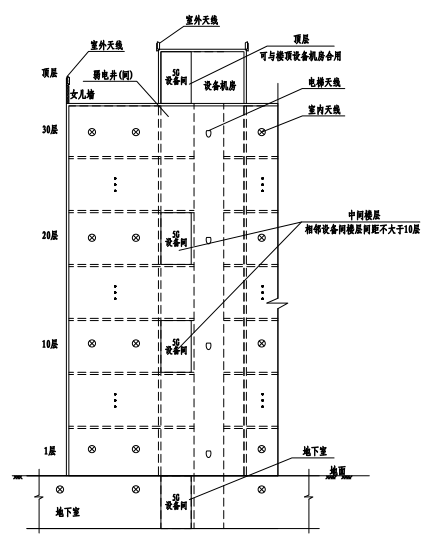 室外天线
室外天线
顶层
可与楼顶设备机房合用
顶层
弱电井(间)
5G
设备间
设备机房
电梯天线
女儿墙
室内天线
30层
中间楼层
相邻设备间楼层间距不大于10层
20层
5G
设备间
10层
5G
设备间
1层
地下室
地面
5G
设备间
地下室